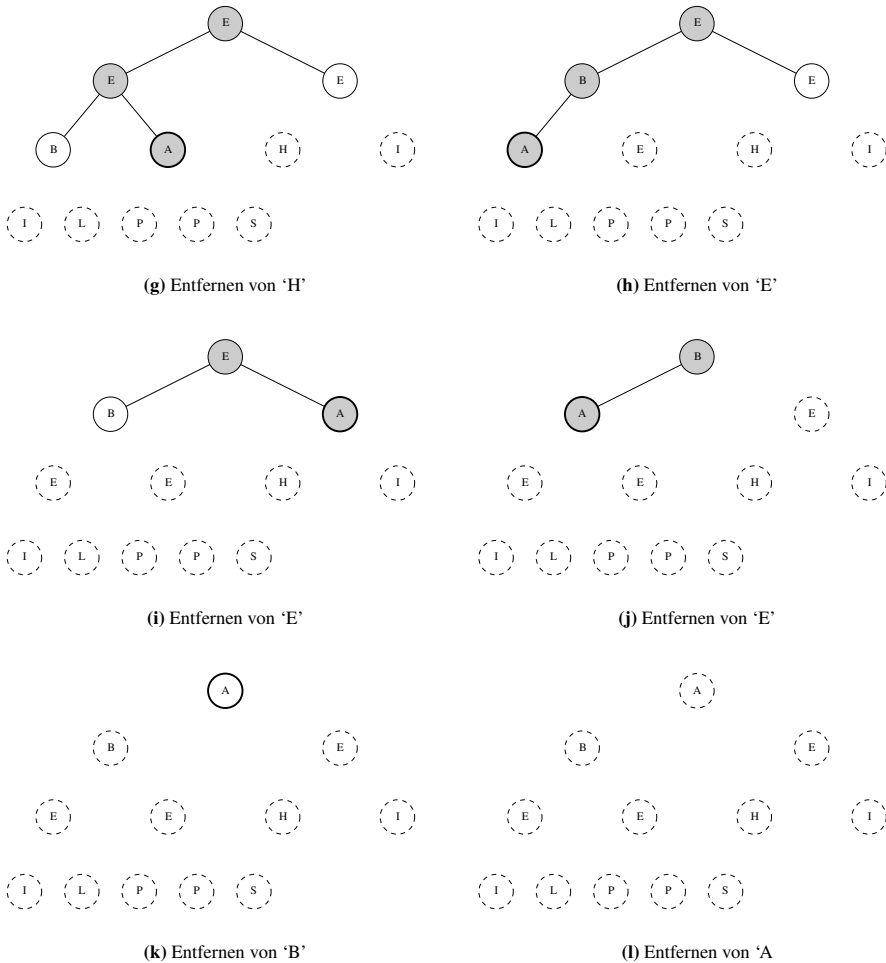 E E
E E B E
B A H I A E H I
I L P P S I L P P S
(g) Entfernen von ‘H’ (h) Entfernen von ‘E’
E B
B A A E
E E H I E E H I
I L P P S I L P P S
(i) Entfernen von ‘E’ (j) Entfernen von ‘E’
A A
B E B E
E E H I E E H I
I L P P S I L P P S
(k) Entfernen von ‘B’ (l) Entfernen von ‘A